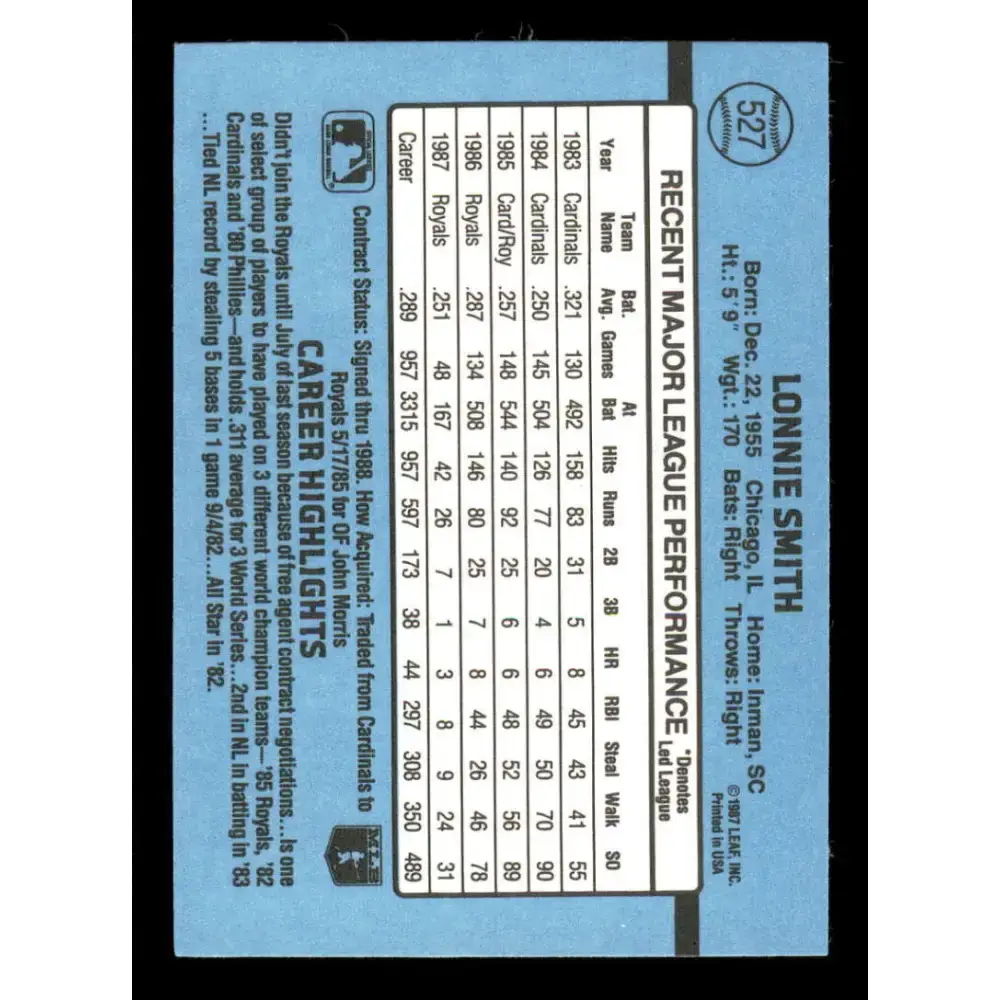 527
LONNIE SMITH
Born: Dec. 22, 1955 Chicago, IL Home: Inman, SC
Ht.: 5'9" Wgt.: 170 Bats: Right Throws: Right
©1987 LEAF, INC.
Printed in USA
RECENT MAJOR LEAGUE PERFORMANCE *Denotes Led League
Year Team Name Bat. Avg. Games At Bat Hits Runs 2B 3B HR RBI Steal Walk SO
1983 Cardinals .321 130 492 158 83 31 5 8 45 43 41 55
1984 Cardinals .250 145 504 126 77 20 4 6 49 50 70 90
1985 Card/Roy .257 148 544 140 92 25 6 6 48 52 56 89
1986 Royals .287 134 508 146 80 25 7 8 44 26 46 78
1987 Royals .251 48 167 42 26 7 1 3 8 9 24 31
Career .289 957 3315 957 597 173 38 44 297 308 350 489
Contract Status: Signed thru 1988. How Acquired: Traded from Cardinals to
Royals 5/17/85 for OF John Morris
MLB
CAREER HIGHLIGHTS
Didn't join the Royals until July of last season because of free agent contract negotiations...Is one
of select group of players to have played on 3 different world champion teams—'85 Royals, '82
Cardinals and '80 Phillies—and holds .311 average for 3 World Series...2nd in NL in batting in '83
...Tied NL record by stealing 5 bases in 1 game 9/4/82...All Star in '82.